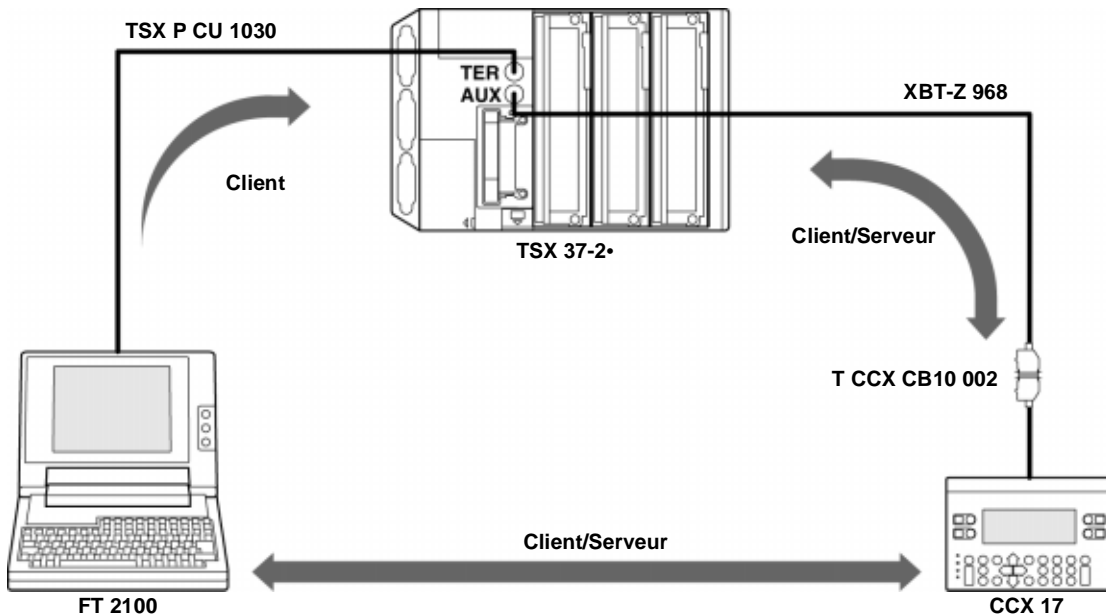 TSX P CU 1030
TER
AUX
XBT-Z 968
Client
Client/Serveur
TSX 37-2•
T CCX CB10 002
Client/Serveur
FT 2100
CCX 17